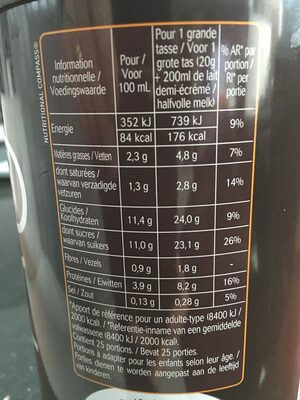 NUTRITIONAL COMPASS®
Information
nutritionnelle /
Voedingswaarde
Pour /
Voor
100 mL
Pour 1 grande
tasse / Voor 1
grote tas (20g
+ 200ml de lait
demi-écrémé /
halfvolle melk)
% AR* par
portion /
RI* per
portie
Energie
352 kJ 739 kJ 9%
84 kcal 176 kcal
Matières grasses / Vetten 2,3 g 4,8 g 7%
dont saturées /
waarvan verzadigde
vetzuren 1,3 g 2,8 g 14%
Glucides /
Koolhydraten 11,4 g 24,0 g 9%
dont sucres /
waarvan suikers 11,0 g 23,1 g 26%
Fibres / Vezels 0,9 g 1,8 g -
Protéines / Eiwitten 3,9 g 8,2 g 16%
Sel / Zout 0,13 g 0,28 g 5%
*Apport de référence pour un adulte-type (8400 kJ /
2000 kcal). / *Referentie-inname van een gemiddelde
volwassene (8400 kJ / 2000 kcal).
Contient 25 portions. / Bevat 25 porties.
Portions à adapter pour les enfants selon leur âge. /
Porties dienen te worden aangepast aan de leeftijd
van kinderen.